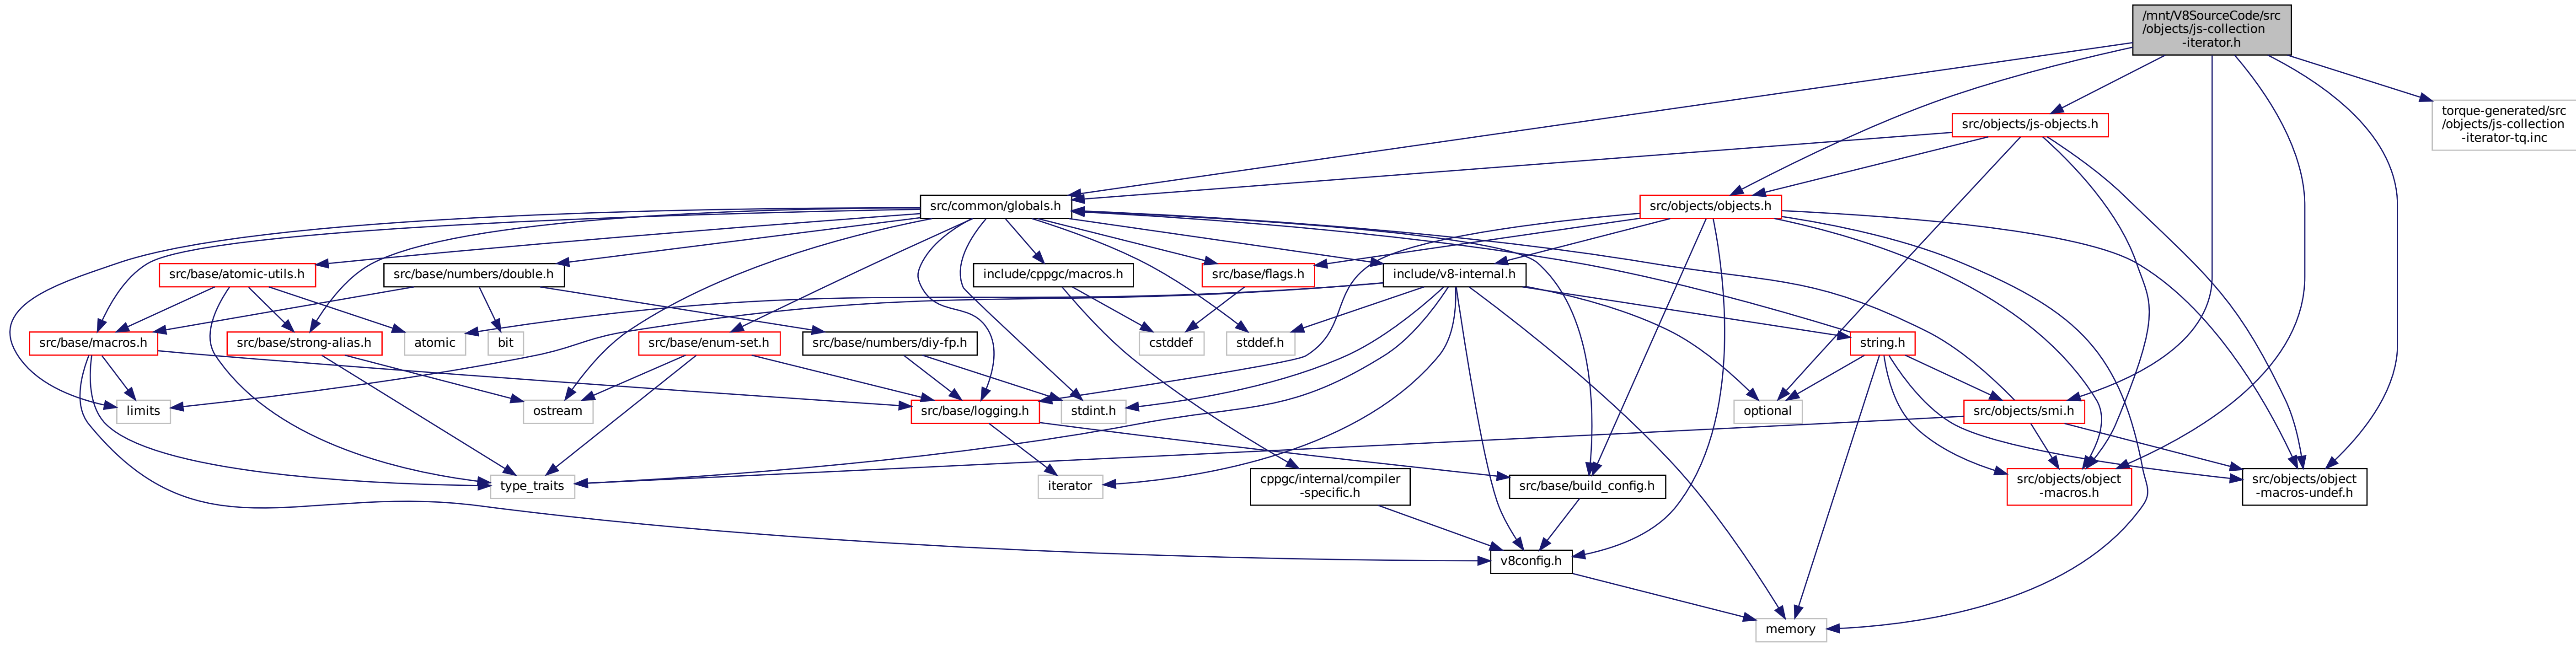 /mnt/V8SourceCode/src
/objects/js-collection
-iterator.h
torque-generated/src
/objects/js-collection
-iterator-tq.inc
src/objects/js-objects.h
src/common/globals.h
src/objects/objects.h
src/base/atomic-utils.h
src/base/numbers/double.h
include/cppgc/macros.h
src/base/flags.h
include/v8-internal.h
src/base/macros.h
src/base/strong-alias.h
atomic
bit
src/base/enum-set.h
src/base/numbers/diy-fp.h
cstddef
stddef.h
string.h
limits
ostream
src/base/logging.h
stdint.h
optional
src/objects/smi.h
type_traits
iterator
cppgc/internal/compiler
-specific.h
src/base/build_config.h
src/objects/object
-macros.h
src/objects/object
-macros-undef.h
v8config.h
memory